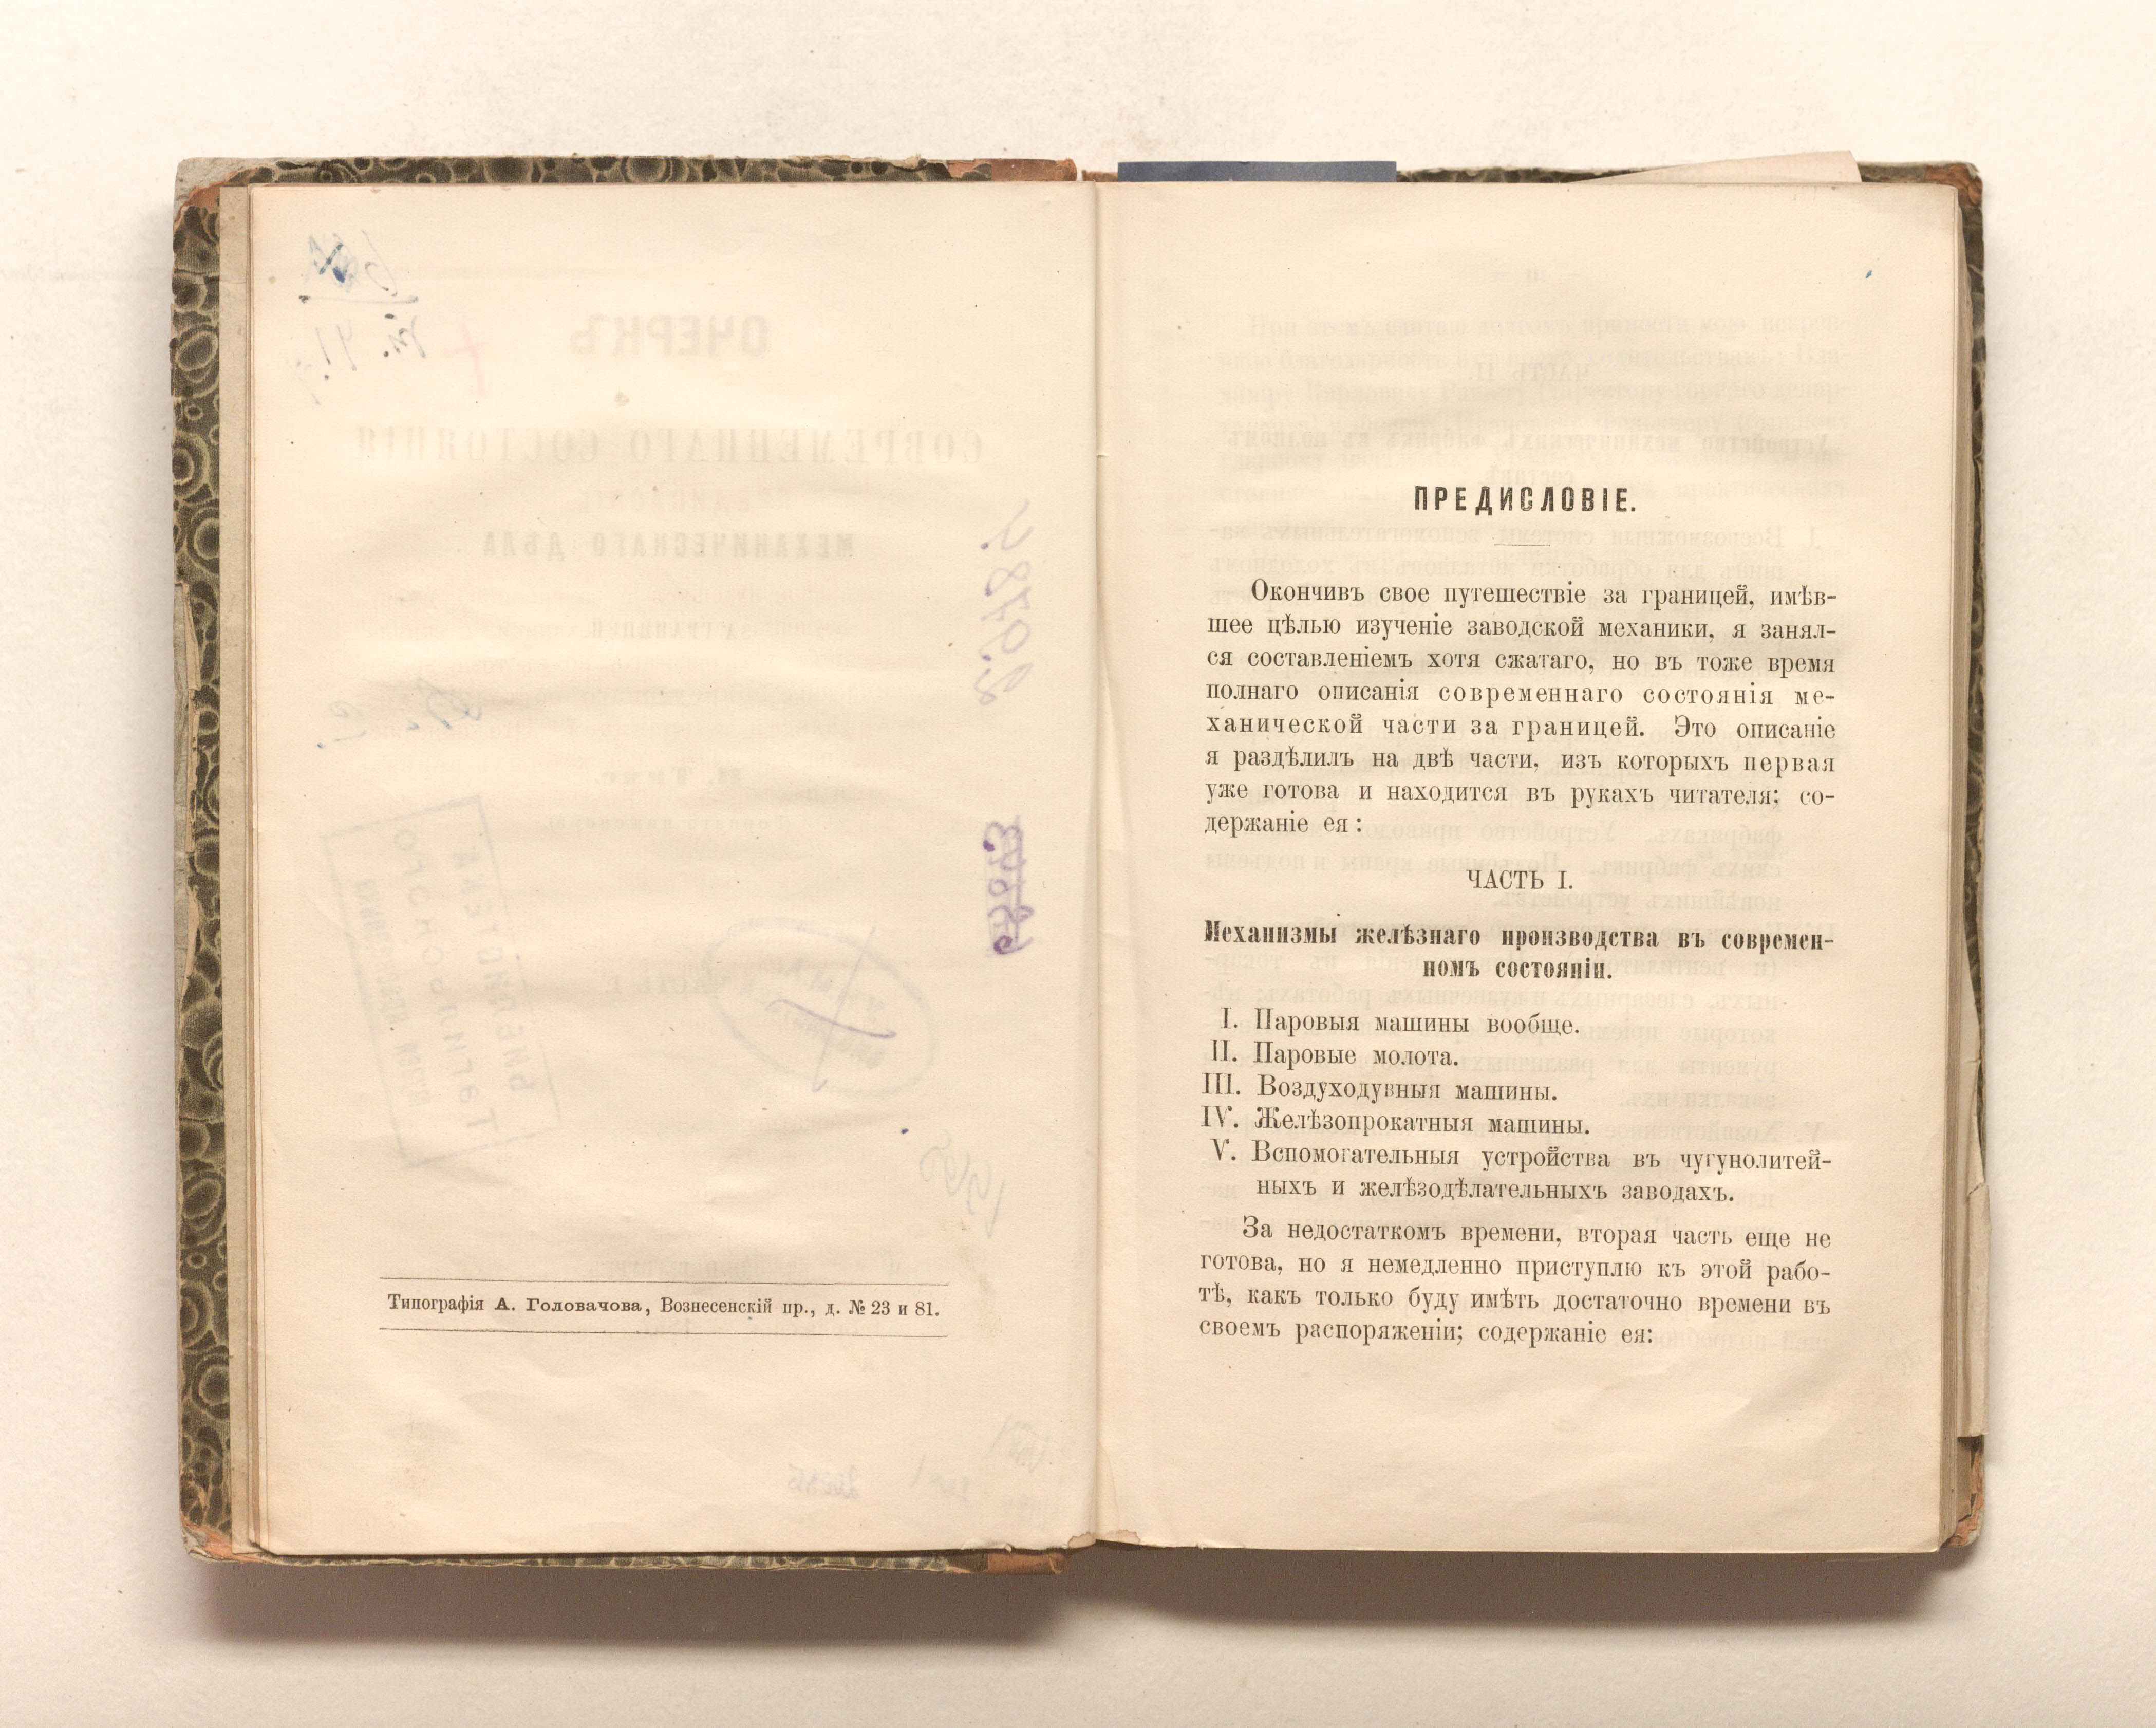 Типографія А. Головачова, Вознесенскій пр., д. № 23 и 81.
ПРЕДИСЛОВІЕ.
Окончивъ свое путешествіе за границей, имѣв-
шее цѣлью изученіе заводской механики, я занял-
ся составленіемъ хотя сжатаго, но въ тоже время
полнаго описанія современнаго состоянія ме-
ханической части за границей. Это описаніе
я раздѣлилъ на двѣ части, изъ которыхъ первая
уже готова и находится въ рукахъ читателя; со-
держаніе ея:
ЧАСТЬ I.
Механизмы желѣзнаго производства въ современ-
номъ состояніи.
I. Паровыя машины вообще.
II. Паровые молота.
III. Воздуходувныя машины.
IV. Желѣзопрокатныя машины.
V. Вспомогательныя устройства въ чугунолитей-
ныхъ и желѣзодѣлательныхъ заводахъ.
За недостаткомъ времени, вторая часть еще не
готова, но я немедленно приступлю къ этой рабо-
тѣ, какъ только буду имѣть достаточно времени въ
своемъ распоряженіи; содержаніе ея: